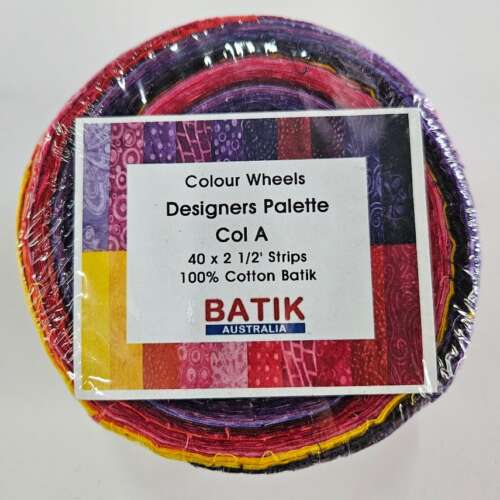 Colour Wheels
Designers Palette
Col A
40 x 2 1/2' Strips
100% Cotton Batik
BATIK
AUSTRALIA